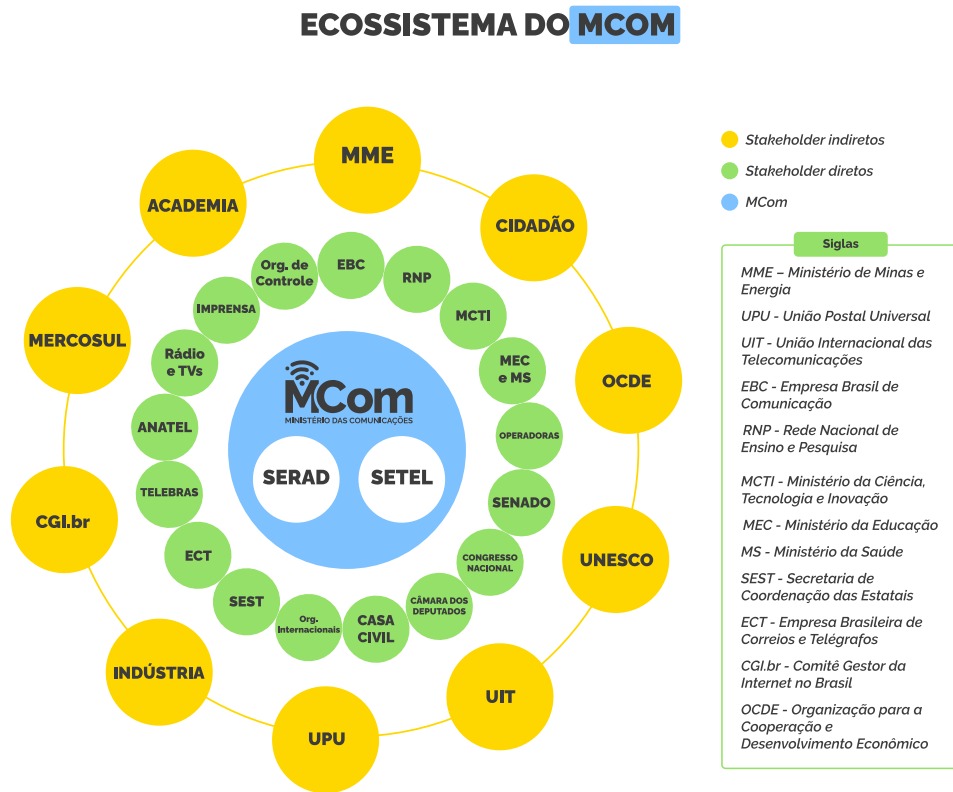 ECOSSISTEMA DO MCOM
MME
ACADEMIA
CIDADÃO
MERCOSUL
OCDE
CGI.br
UNESCO
INDÚSTRIA
UIT
UPU
Org. de
Controle
EBC
RNP
IMPRENSA
MCTI
Rádio
e TVs
MEC
e MS
ANATEL
OPERADORAS
TELEBRAS
SENADO
ECT
CONGRESSO
NACIONAL
SEST
CÂMARA DOS
DEPUTADOS
Org.
Internacionais
CASA
CIVIL
MCom
MINISTÉRIO DAS COMUNICAÇÕES
SERAD
SETEL
Stakeholder indiretos
Stakeholder diretos
MCom
Siglas
MME – Ministério de Minas e
Energia
UPU - União Postal Universal
UIT - União Internacional das
Telecomunicações
EBC - Empresa Brasil de
Comunicação
RNP - Rede Nacional de
Ensino e Pesquisa
MCTI - Ministério da Ciência,
Tecnologia e Inovação
MEC - Ministério da Educação
MS - Ministério da Saúde
SEST - Secretaria de
Coordenação das Estatais
ECT - Empresa Brasileira de
Correios e Telégrafos
CGI.br - Comitê Gestor da
Internet no Brasil
OCDE - Organização para a
Cooperação e
Desenvolvimento Econômico